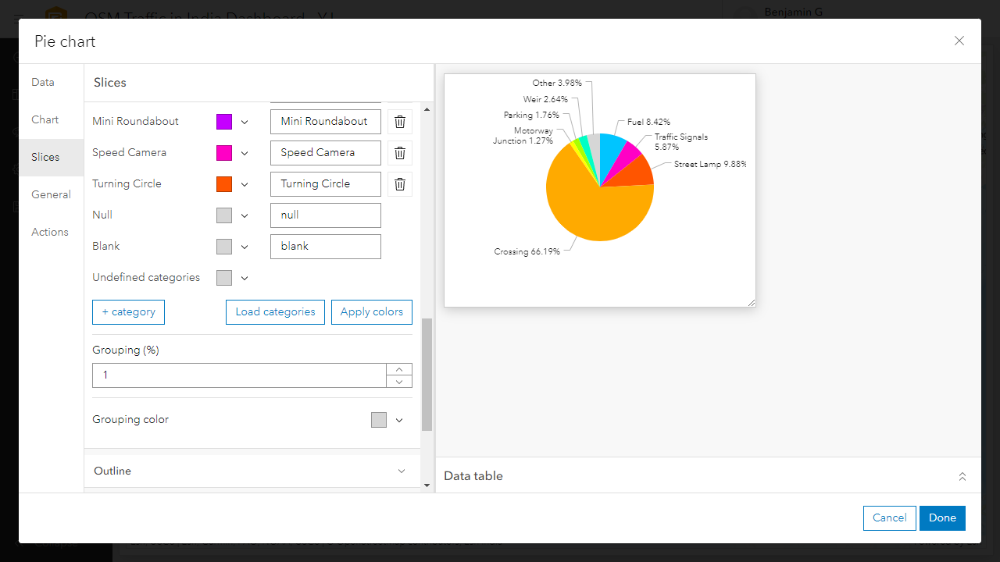 OSM Traffic in India Dashboard - YJ
Benjamin G
Pie chart
Data
Chart
Slices
General
Actions
Slices
Mini Roundabout
Mini Roundabout
Speed Camera
Speed Camera
Turning Circle
Turning Circle
Null
null
Blank
blank
Undefined categories
+ category
Load categories
Apply colors
Grouping (%)
1
Grouping color
Outline
Other 3.98%
Weir 2.64%
Parking 1.76%
Motorway
Junction 1.27%
Fuel 8.42%
Traffic Signals
5.87%
Street Lamp 9.88%
Crossing 66.19%
Data table
Cancel
Done